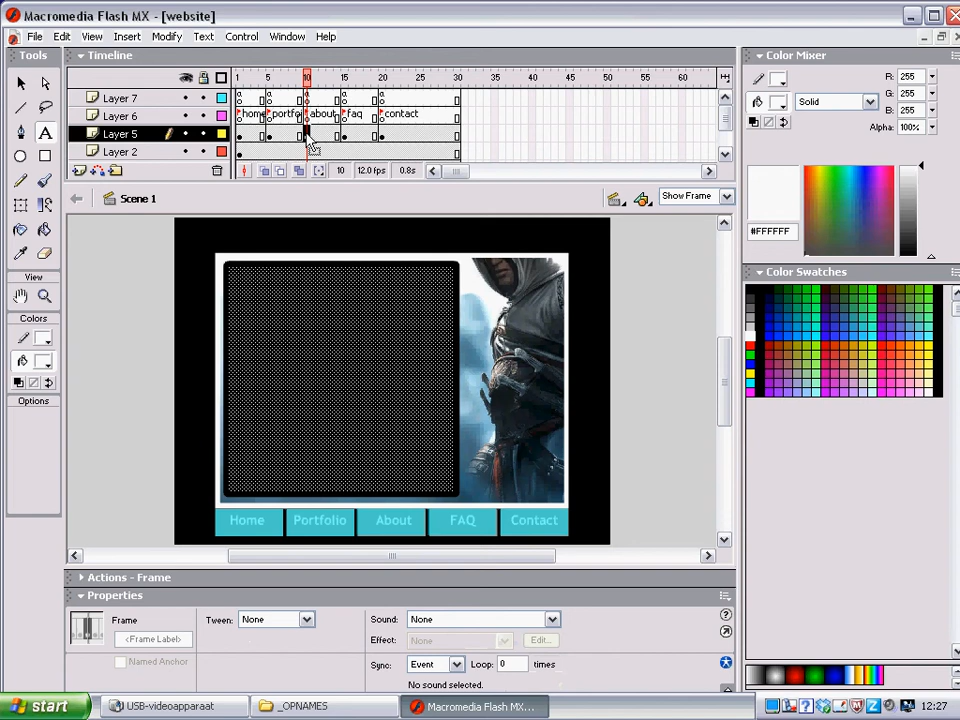 Macromedia Flash MX - [website]
File Edit View Insert Modify Text Control Window Help
Tools
Timeline
1 5 10 15 20 25 30 35 40 45 50 55 60
Layer 7
Layer 6 home portfo about faq contact
Layer 5
Layer 2
10 12.0 fps 0.8s
Scene 1
Show Frame
View
Colors
Options
Home Portfolio About FAQ Contact
Actions - Frame
Properties
Frame
<Frame Label>
Named Anchor
Tween: None
Sound: None
Effect: None Edit...
Sync: Event Loop: 0 times
No sound selected.
Color Mixer
Solid
R: 255
G: 255
B: 255
Alpha: 100%
#FFFFFF
Color Swatches
start
USB-videoapparaat
_OPNAMES
Macromedia Flash MX...
12:27